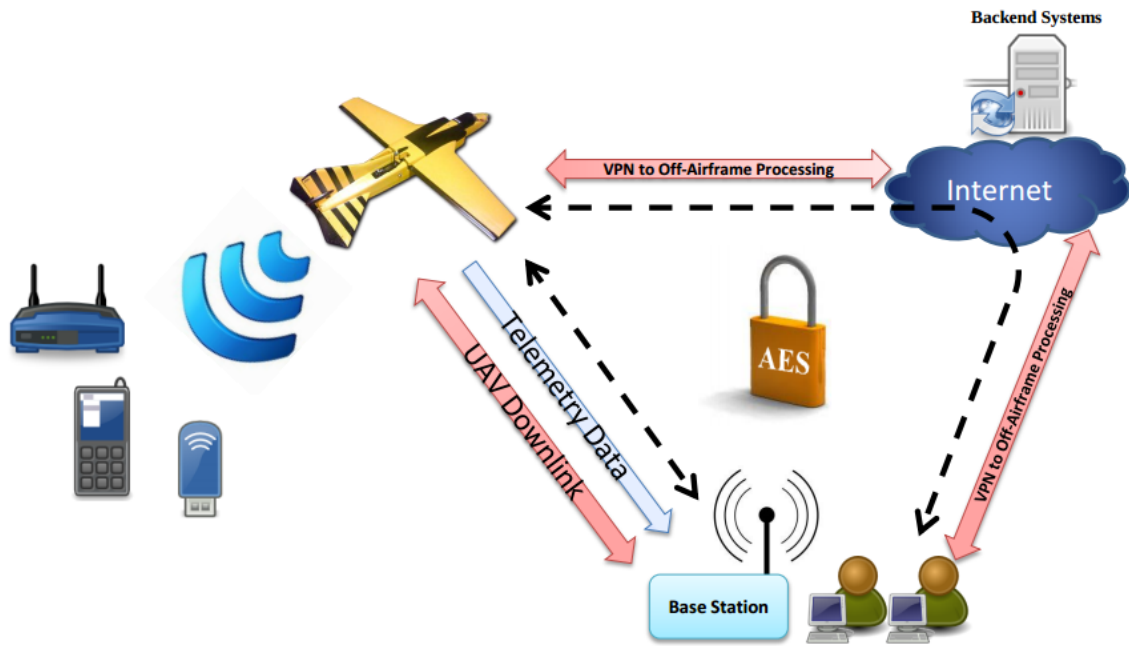 Backend Systems
VPN to Off-Airframe Processing
Internet
VPN to Off-Airframe Processing
AES
Telemetry Data
UAV Downlink
Base Station